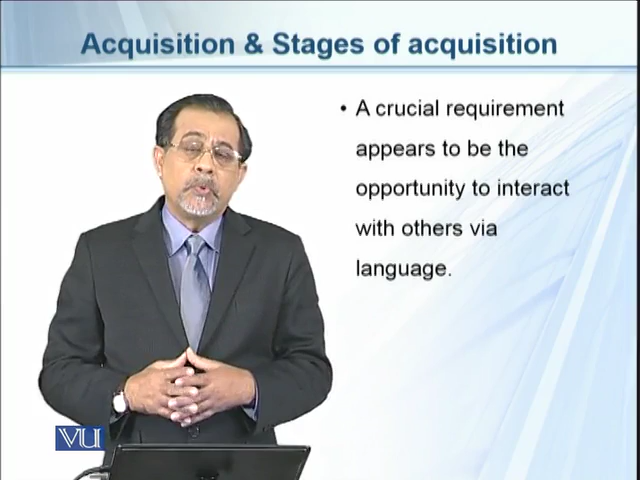 Acquisition & Stages of acquisition
• A crucial requirement
appears to be the
opportunity to interact
with others via
language.
VU